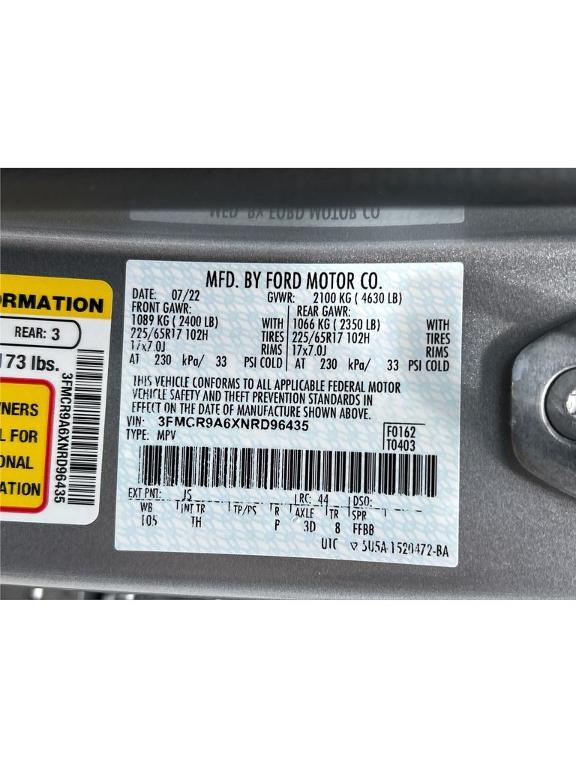 MFD. BY FORD MOTOR CO.
DATE: 07/22 GVWR: 2100 KG ( 4630 LB)
FRONT GAWR: REAR GAWR:
1089 KG ( 2400 LB) WITH 1066 KG ( 2350 LB) WITH
225/65R17 102H TIRES 225/65R17 102H TIRES
17x7.0J RIMS 17x7.0J RIMS
AT 230 kPa/ 33 PSI COLD AT 230 kPa/ 33 PSI COLD
THIS VEHICLE CONFORMS TO ALL APPLICABLE FEDERAL MOTOR
VEHICLE SAFETY AND THEFT PREVENTION STANDARDS IN
EFFECT ON THE DATE OF MANUFACTURE SHOWN ABOVE.
VIN: 3FMCR9A6XNRD96435
TYPE: MPV
F0162
T0403
EXT PNT: JS RC: 44 DSO:
WB INT TR TP/PS R AXLE TR SPR
105 TH P 3D 8 FFBB
UTC ▽ 5U5A-1520472-BA
ORMATION
REAR: 3
173 lbs.
WNERS
L FOR
ONAL
ATION
3FMCR9A6XNRD96435